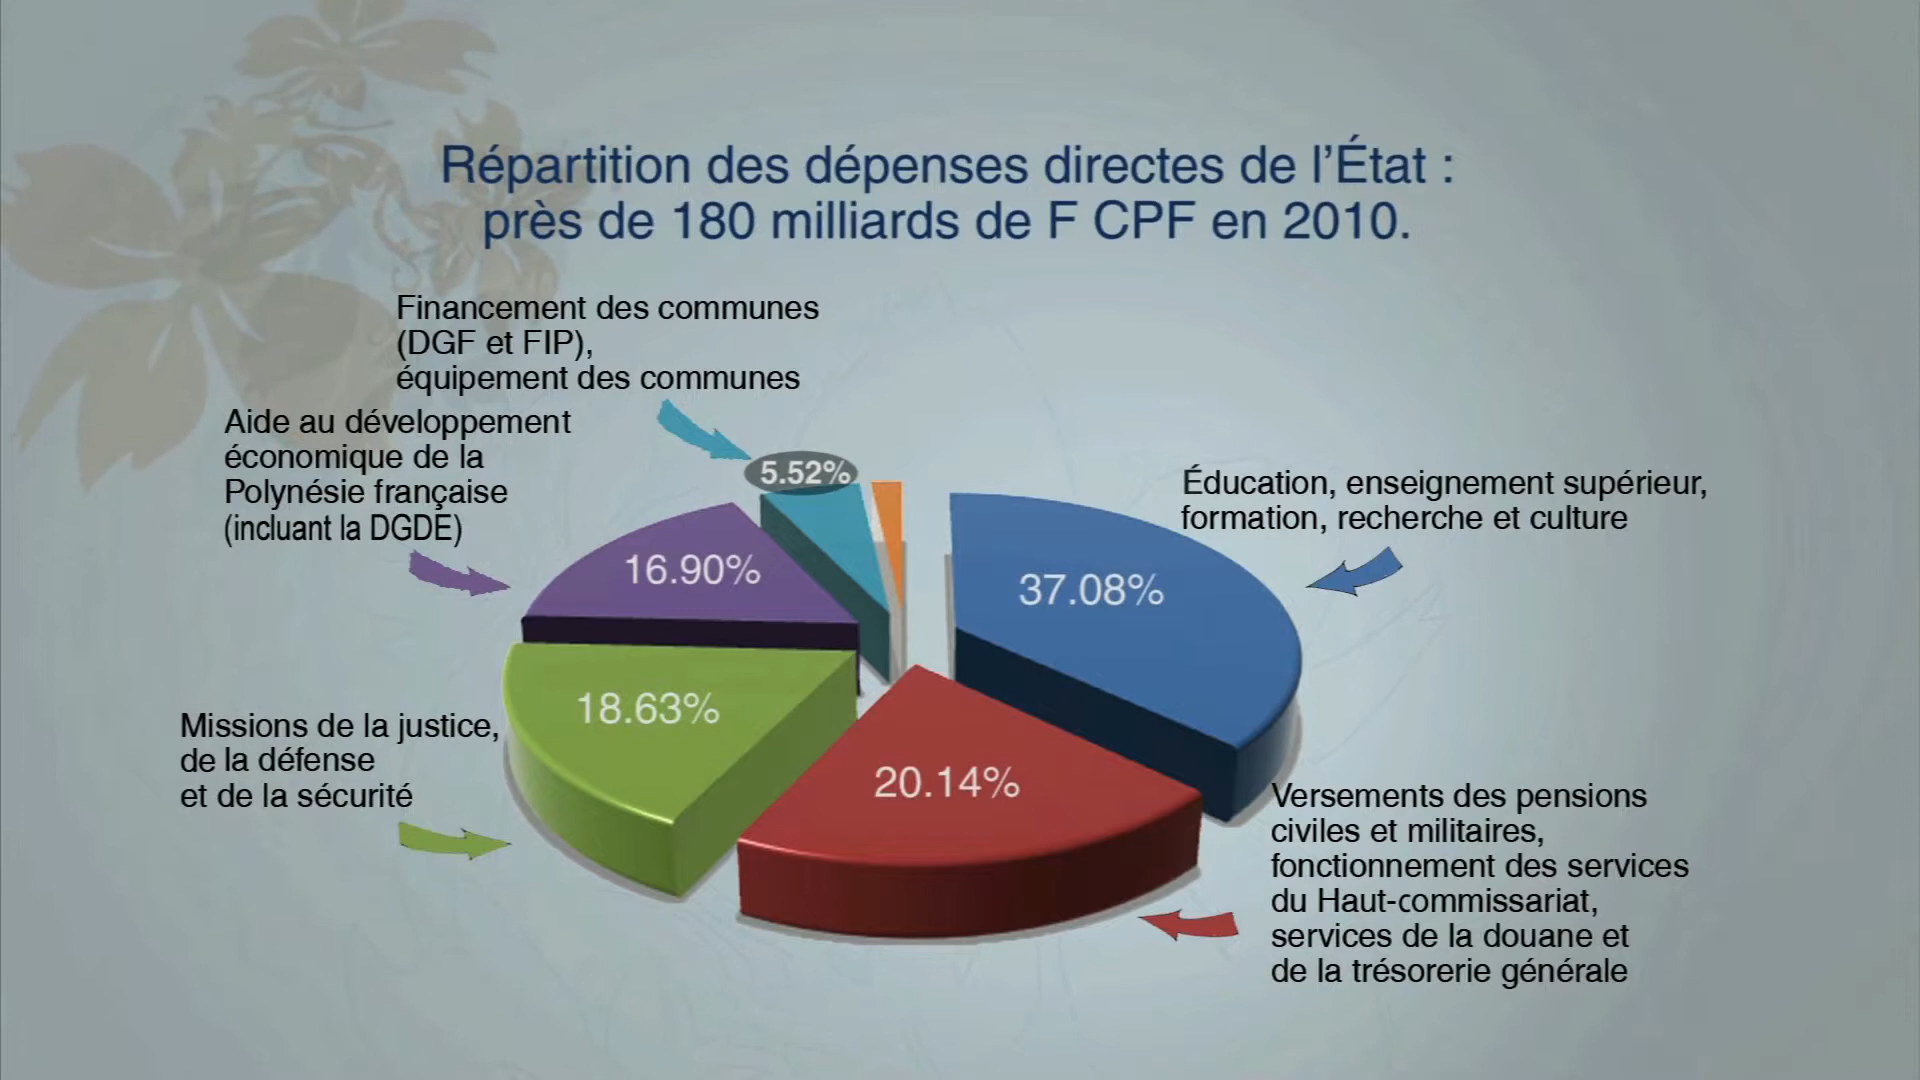 Répartition des dépenses directes de l'État :
près de 180 milliards de F CPF en 2010.
Financement des communes
(DGF et FIP),
équipement des communes
5.52%
Aide au développement
économique de la
Polynésie française
(incluant la DGDE)
16.90%
Éducation, enseignement supérieur,
formation, recherche et culture
37.08%
Missions de la justice,
de la défense
et de la sécurité
18.63%
20.14%
Versements des pensions
civiles et militaires,
fonctionnement des services
du Haut-commissariat,
services de la douane et
de la trésorerie générale